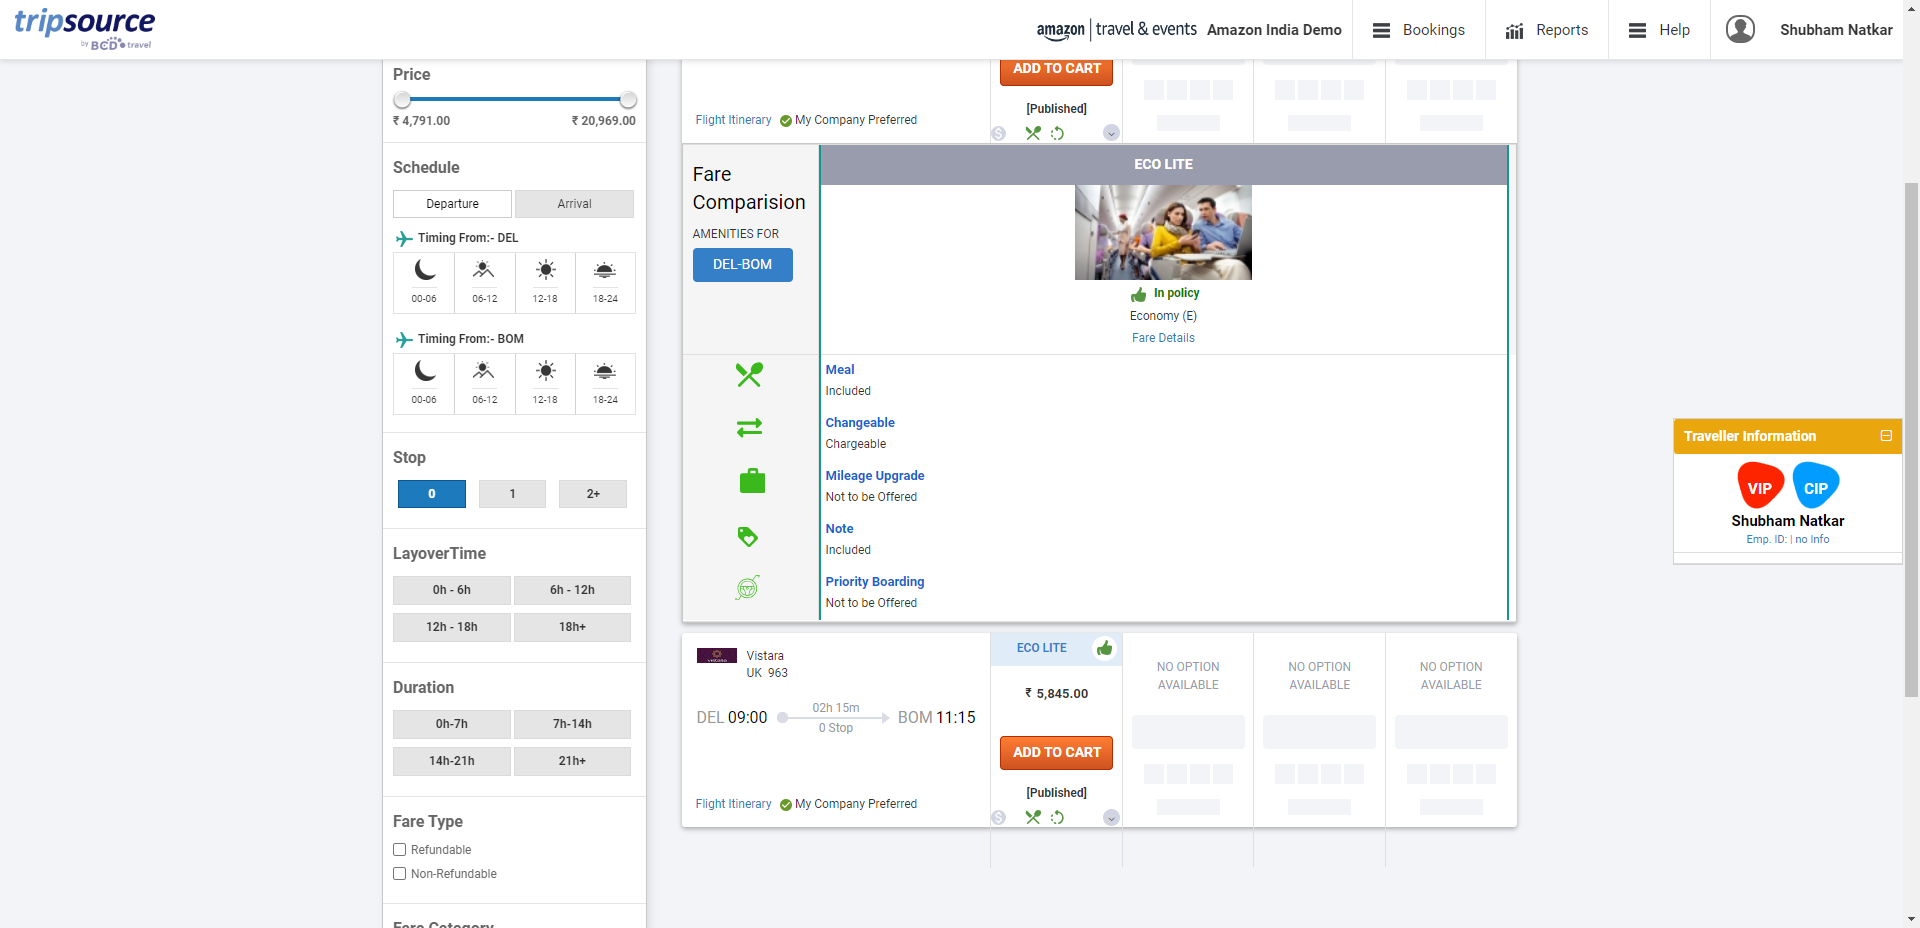 tripsource
by BCD travel
amazon travel & events Amazon India Demo
Bookings
Reports
Help
Shubham Natkar
Price
₹ 4,791.00 ₹ 20,969.00
Schedule
Departure Arrival
Timing From:- DEL
00-06 06-12 12-18 18-24
Timing From:- BOM
00-06 06-12 12-18 18-24
Stop
0 1 2+
LayoverTime
0h - 6h 6h - 12h
12h - 18h 18h+
Duration
0h-7h 7h-14h
14h-21h 21h+
Fare Type
Refundable
Non-Refundable
Fare Category
ADD TO CART
[Published]
Flight Itinerary My Company Preferred
Fare
Comparision
AMENITIES FOR
DEL-BOM
ECO LITE
In policy
Economy (E)
Fare Details
Meal
Included
Changeable
Chargeable
Mileage Upgrade
Not to be Offered
Note
Included
Priority Boarding
Not to be Offered
Vistara
UK 963
DEL 09:00 02h 15m BOM 11:15
0 Stop
Flight Itinerary My Company Preferred
ECO LITE
₹ 5,845.00
ADD TO CART
[Published]
NO OPTION
AVAILABLE
NO OPTION
AVAILABLE
NO OPTION
AVAILABLE
Traveller Information
VIP CIP
Shubham Natkar
Emp. ID: | no Info